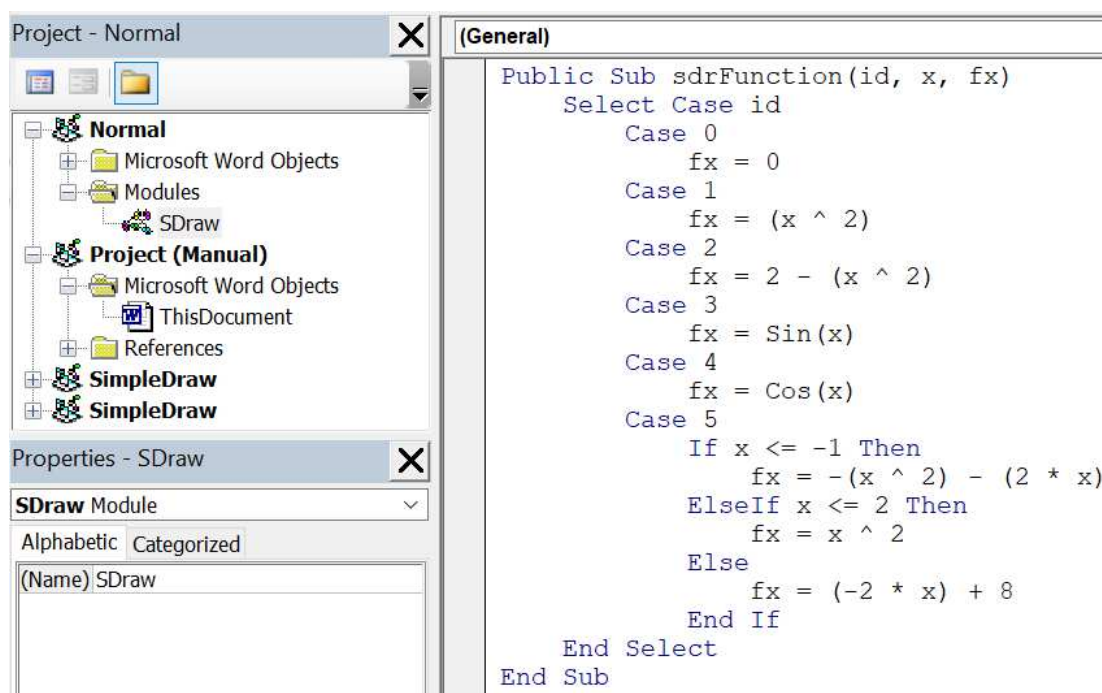 Project - Normal
Normal
Microsoft Word Objects
Modules
SDraw
Project (Manual)
Microsoft Word Objects
ThisDocument
References
SimpleDraw
SimpleDraw
Properties - SDraw
SDraw Module
Alphabetic Categorized
(Name) SDraw
(General)
Public Sub sdrFunction(id, x, fx)
    Select Case id
        Case 0
            fx = 0
        Case 1
            fx = (x ^ 2)
        Case 2
            fx = 2 - (x ^ 2)
        Case 3
            fx = Sin(x)
        Case 4
            fx = Cos(x)
        Case 5
            If x <= -1 Then
                fx = -(x ^ 2) - (2 * x)
            ElseIf x <= 2 Then
                fx = x ^ 2
            Else
                fx = (-2 * x) + 8
            End If
    End Select
End Sub